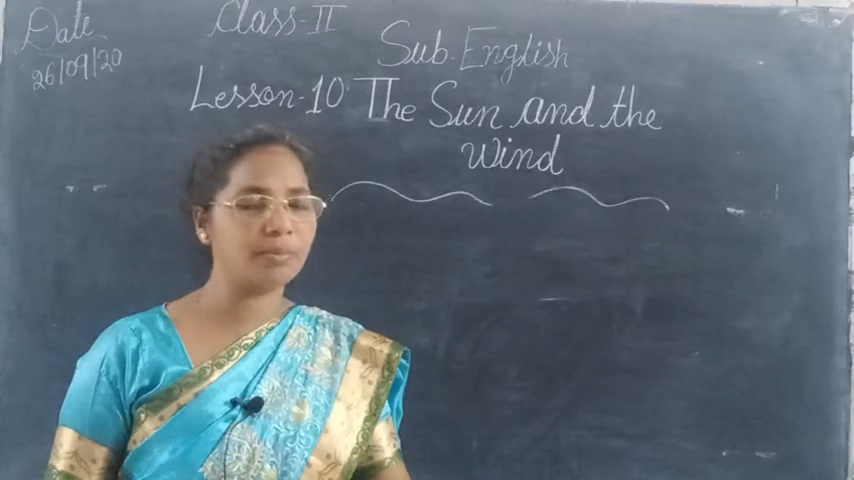 Date
26/09/20
Class-II
Sub-English
Lesson-10 The Sun and the
Wind